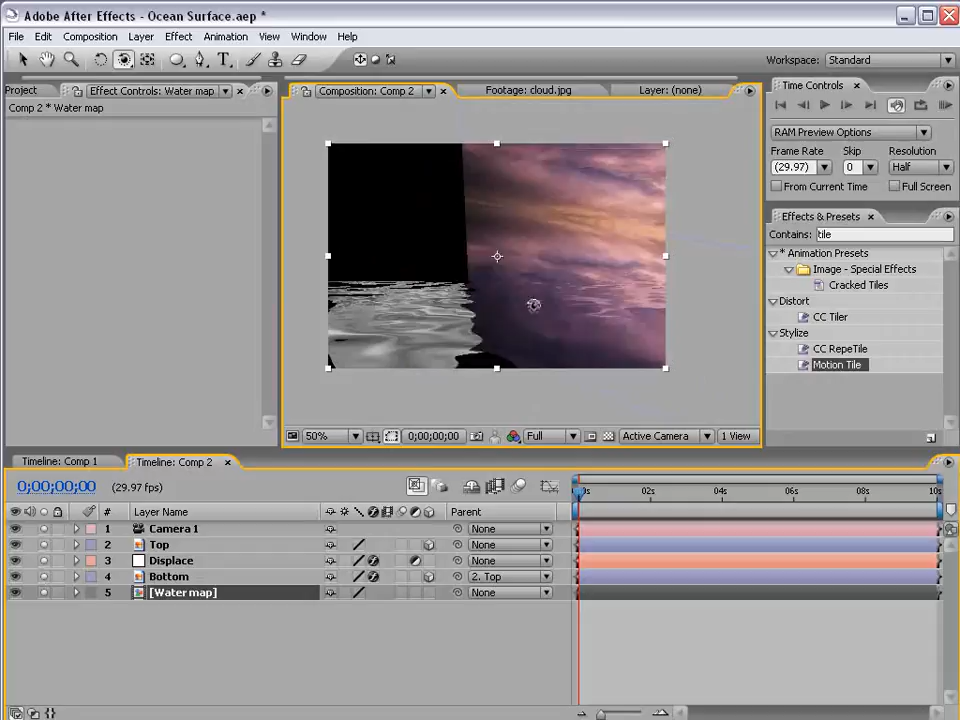 Adobe After Effects - Ocean Surface.aep *
File Edit Composition Layer Effect Animation View Window Help
Workspace: Standard
Project Effect Controls: Water map Composition: Comp 2 Footage: cloud.jpg Layer: (none) Time Controls
Comp 2 * Water map
RAM Preview Options
Frame Rate Skip Resolution
(29.97) 0 Half
From Current Time Full Screen
Effects & Presets
Contains: tile
* Animation Presets
Image - Special Effects
Cracked Tiles
Distort
CC Tiler
Stylize
CC RepeTile
Motion Tile
50% 0;00;00;00 Full Active Camera 1 View
Timeline: Comp 1 Timeline: Comp 2
0;00;00;00 (29.97 fps)
02s 04s 06s 08s 10s
# Layer Name Parent
1 Camera 1 None
2 Top None
3 Displace None
4 Bottom 2. Top
5 [Water map] None